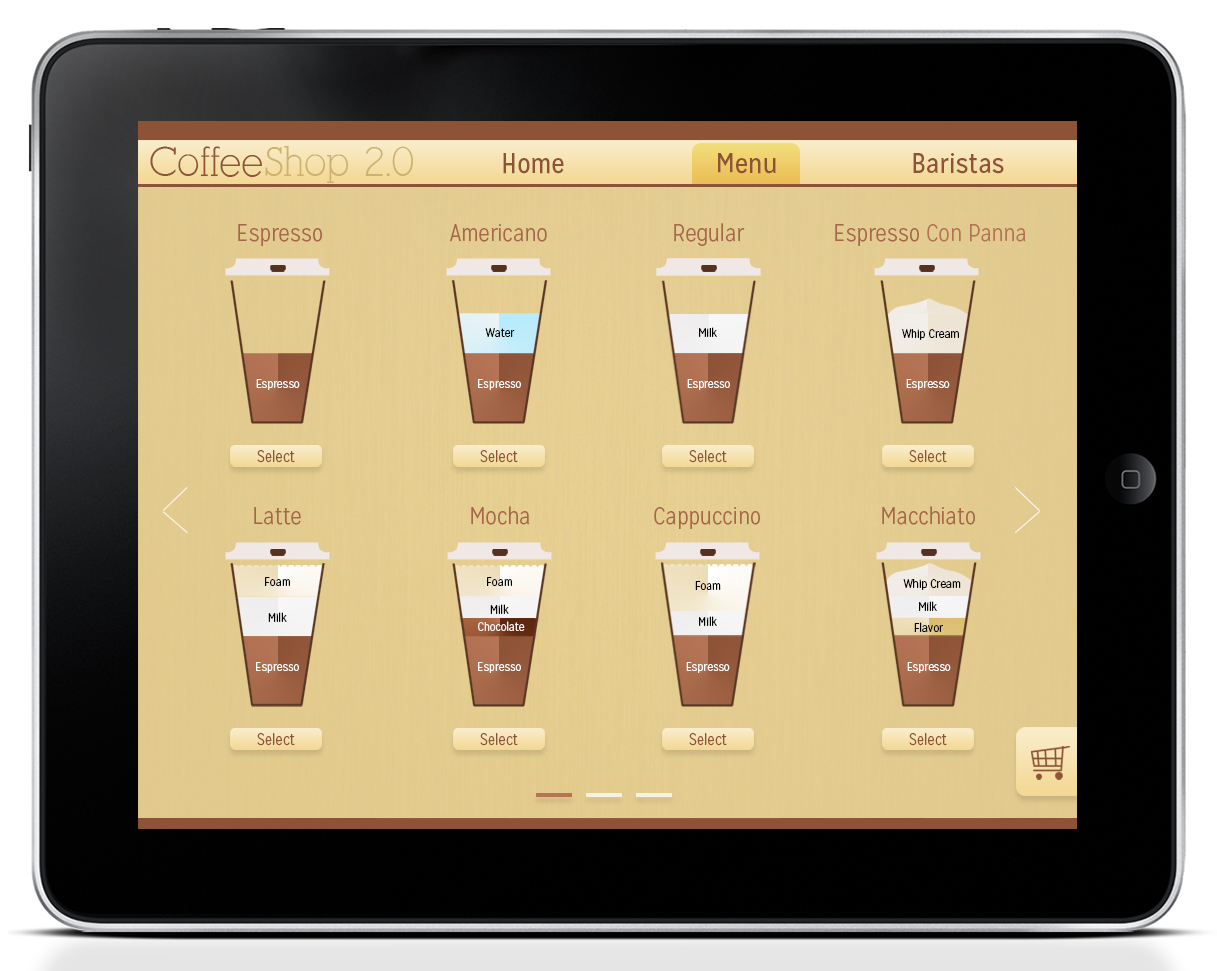 CoffeeShop 2.0
Home
Menu
Baristas
Espresso
Americano
Regular
Espresso Con Panna
Water
Milk
Whip Cream
Espresso
Espresso
Espresso
Espresso
Select
Select
Select
Select
Latte
Mocha
Cappuccino
Macchiato
Foam
Foam
Foam
Whip Cream
Milk
Milk
Milk
Milk
Chocolate
Flavor
Espresso
Espresso
Espresso
Espresso
Select
Select
Select
Select